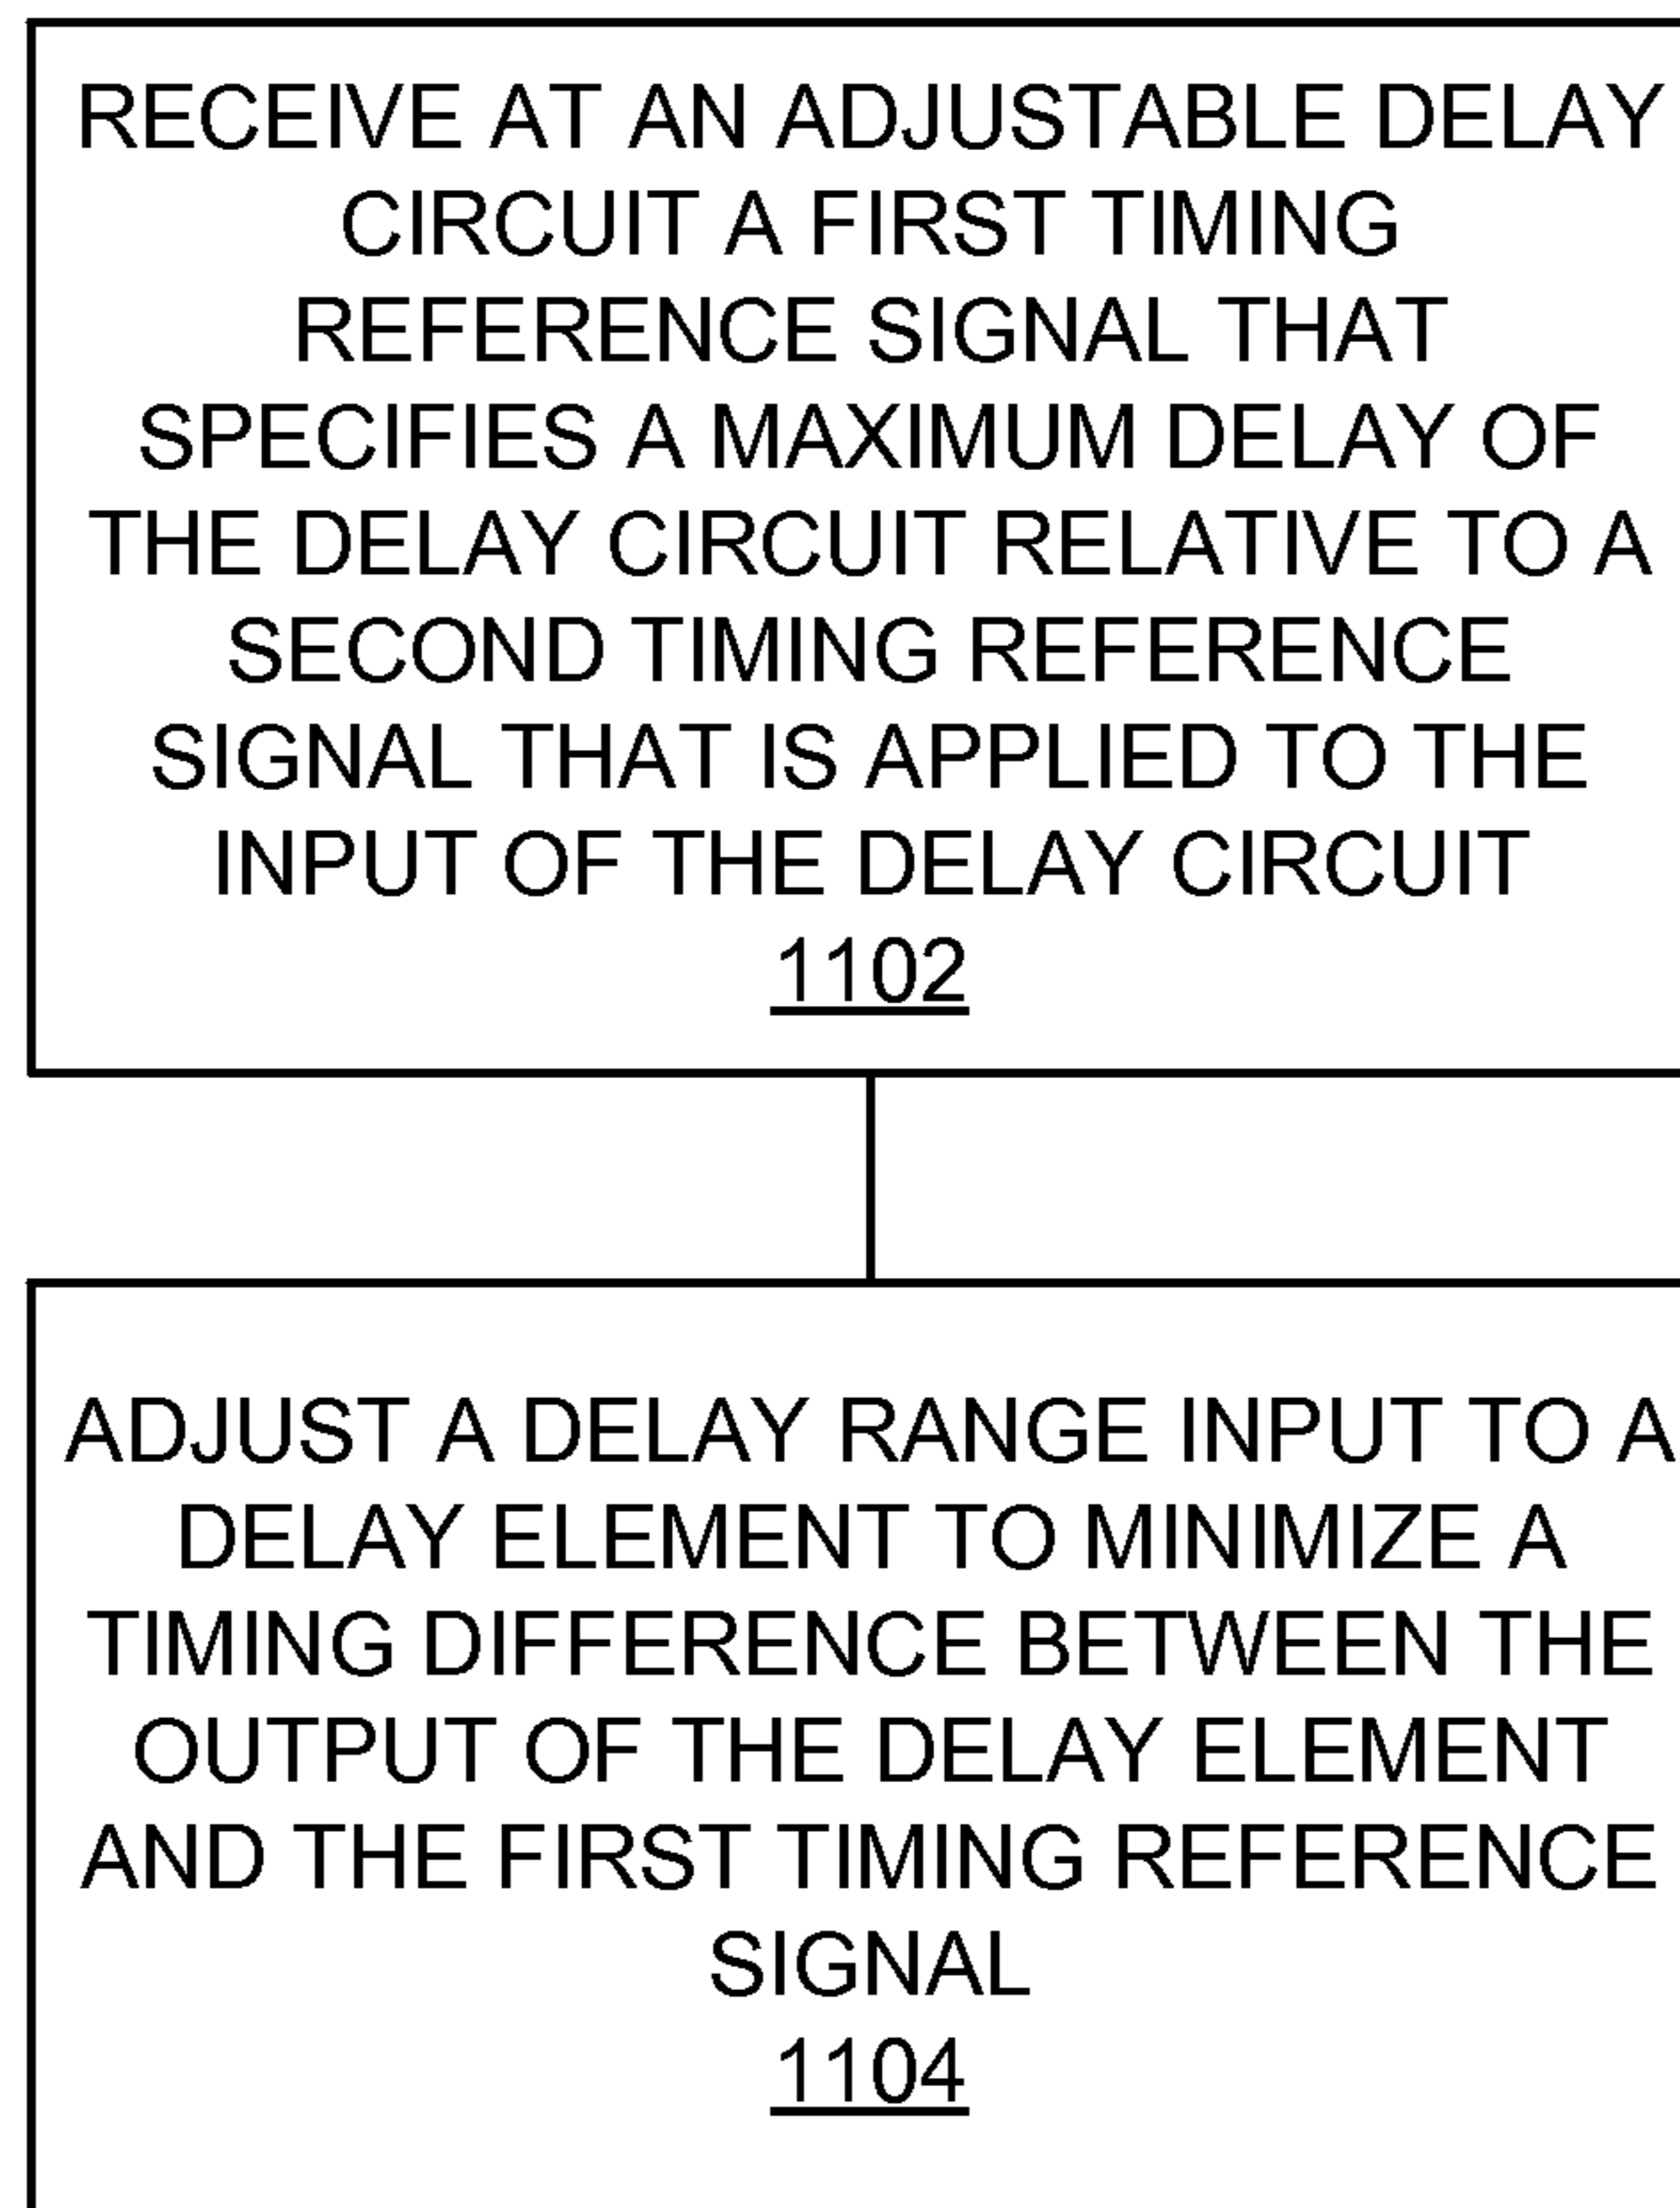 RECEIVE AT AN ADJUSTABLE DELAY
CIRCUIT A FIRST TIMING
REFERENCE SIGNAL THAT
SPECIFIES A MAXIMUM DELAY OF
THE DELAY CIRCUIT RELATIVE TO A
SECOND TIMING REFERENCE
SIGNAL THAT IS APPLIED TO THE
INPUT OF THE DELAY CIRCUIT
1102
ADJUST A DELAY RANGE INPUT TO A
DELAY ELEMENT TO MINIMIZE A
TIMING DIFFERENCE BETWEEN THE
OUTPUT OF THE DELAY ELEMENT
AND THE FIRST TIMING REFERENCE
SIGNAL
1104